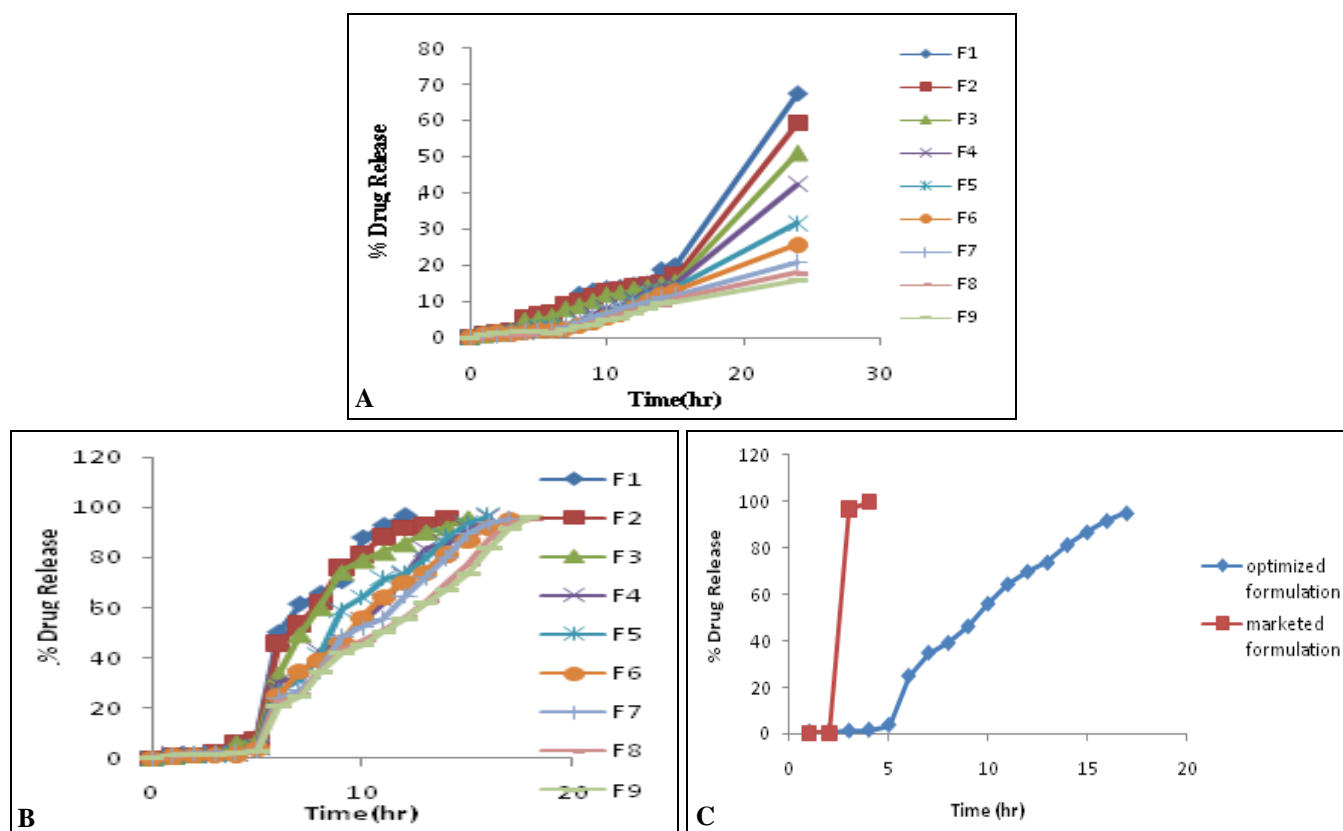 80
70
60
50
40
30
20
10
0
% Drug Release
0 10 20 30
Time(hr)
F1
F2
F3
F4
F5
F6
F7
F8
F9
A
120
100
80
60
40
20
0
% Drug Release
0 10 20
Time(hr)
F1
F2
F3
F4
F5
F6
F7
F8
F9
B
120
100
80
60
40
20
0
% Drug Release
0 5 10 15 20
Time (hr)
optimized
formulation
marketed
formulation
C